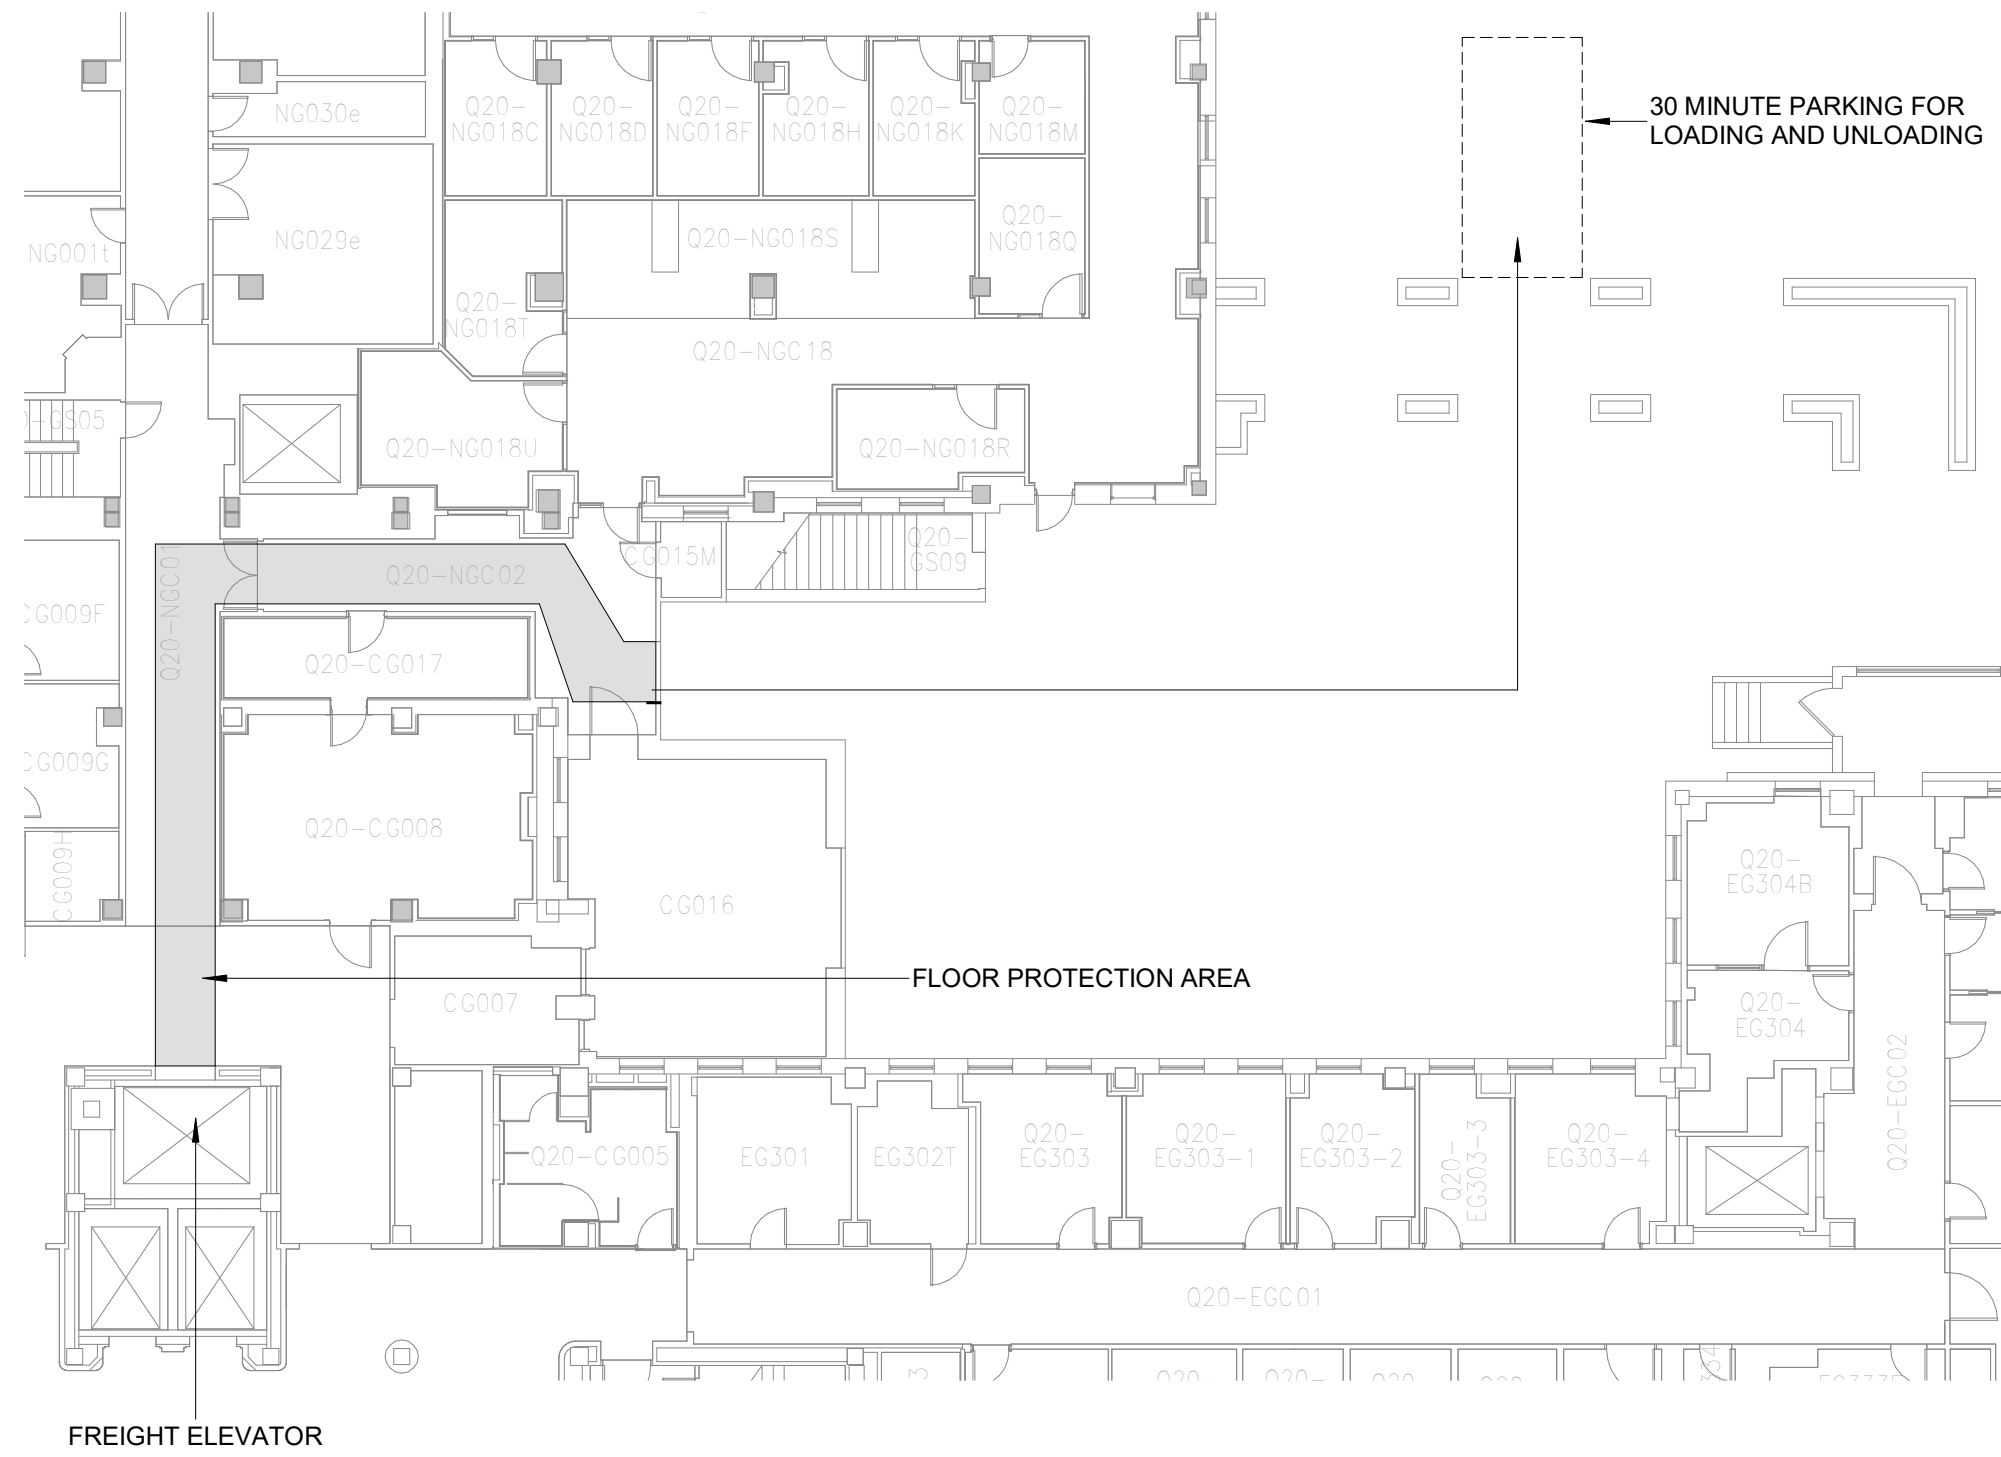 30 MINUTE PARKING FOR
LOADING AND UNLOADING
NG030e
Q20-
NG018C
Q20-
NG018D
Q20-
NG018F
Q20-
NG018H
Q20-
NG018K
Q20-
NG018M
NG029e
NG001t
Q20-NG018S
Q20-
NG018Q
Q20-
NG018T
Q20-NGC18
Q20-NG018U
Q20-NG018R
-GS05
Q20-NGC01
Q20-NGC02
CG015M
Q20-
GS09
CG009F
Q20-CG017
CG009G
Q20-CG008
CG009H
CG016
Q20-
EG304B
FLOOR PROTECTION AREA
CG007
Q20-
EG304
Q20-EGC02
Q20-CG005
EG301
EG302T
Q20-
EG303
Q20-
EG303-1
Q20-
EG303-2
Q20-
EG303-3
Q20-
EG303-4
Q20-EGC01
FREIGHT ELEVATOR